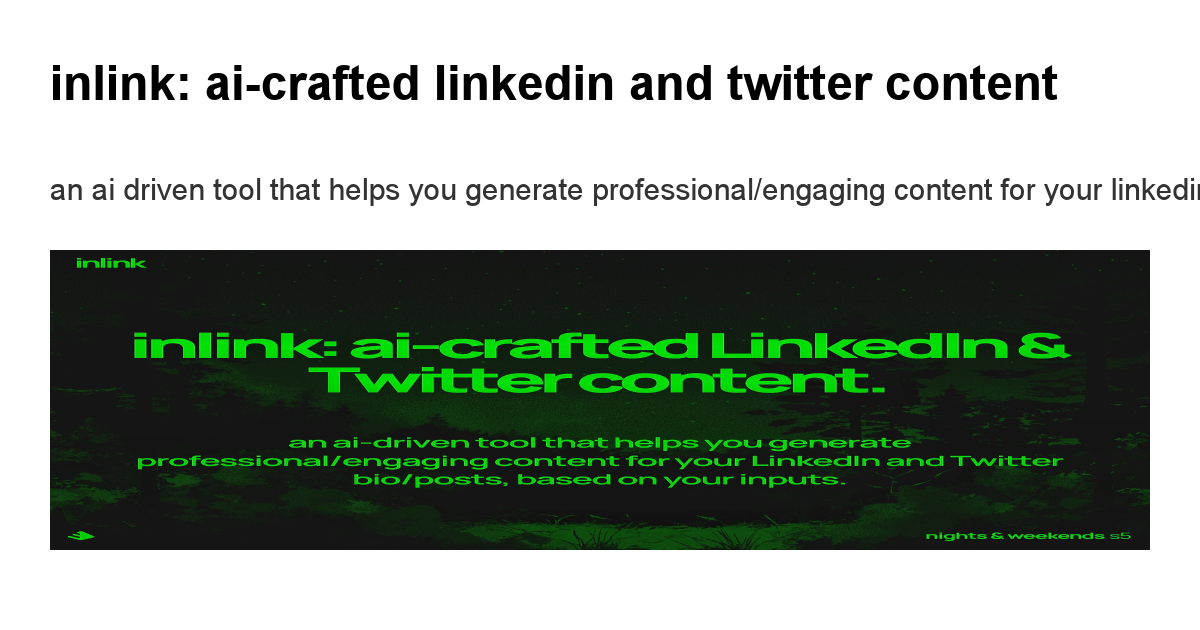 inlink: ai-crafted linkedin and twitter content
an ai driven tool that helps you generate professional/engaging content for your linkedin
inlink
inlink: ai-crafted LinkedIn &
Twitter content.
an ai-driven tool that helps you generate
professional/engaging content for your LinkedIn and Twitter
bio/posts, based on your inputs.
nights & weekends s5